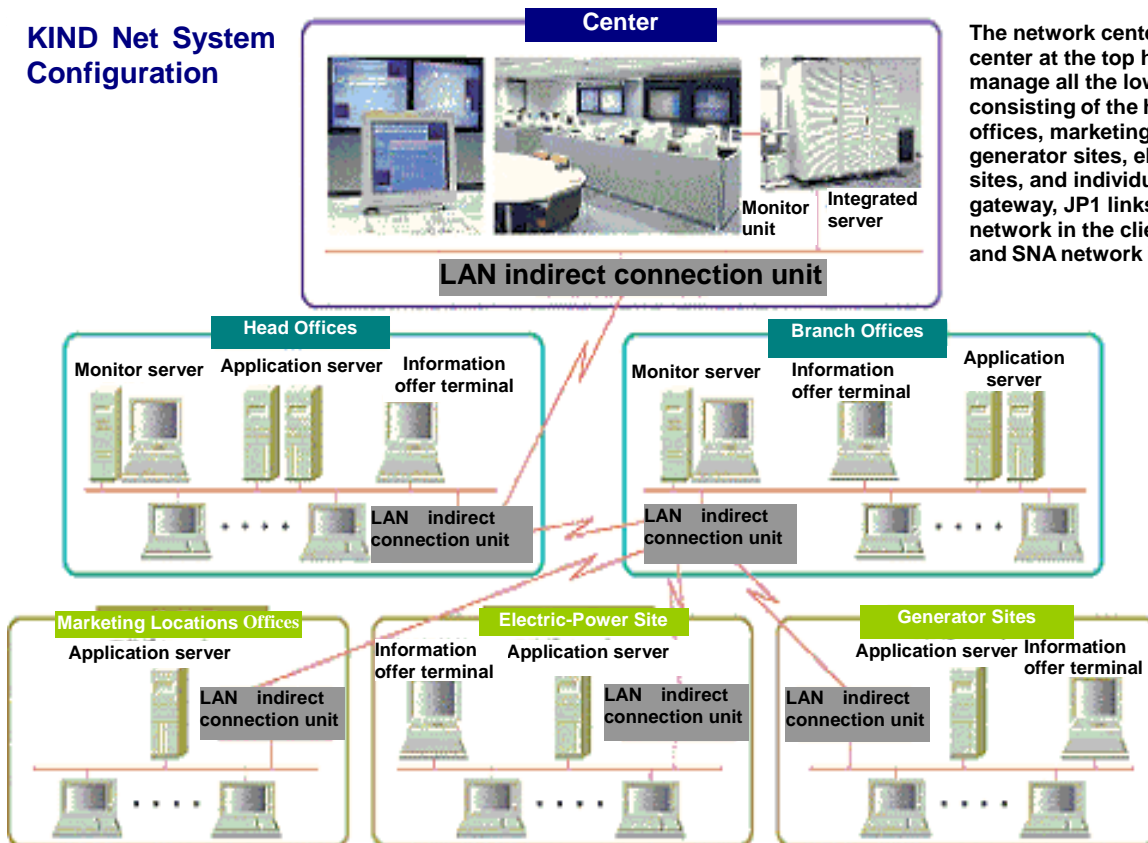 KIND Net System
Configuration
Center
The network cente
center at the top h
manage all the low
consisting of the h
offices, marketing
generator sites, el
sites, and individu
gateway, JP1 links
network in the clie
and SNA network
Monitor
unit
Integrated
server
LAN indirect connection unit
Head Offices
Monitor server
Application server
Information
offer terminal
LAN indirect
connection unit
Branch Offices
Monitor server
Information
offer terminal
Application
server
LAN indirect
connection unit
Marketing Locations Offices
Application server
LAN indirect
connection unit
Electric-Power Site
Information
offer terminal
Application server
LAN indirect
connection unit
Generator Sites
Application server
Information
offer terminal
LAN indirect
connection unit